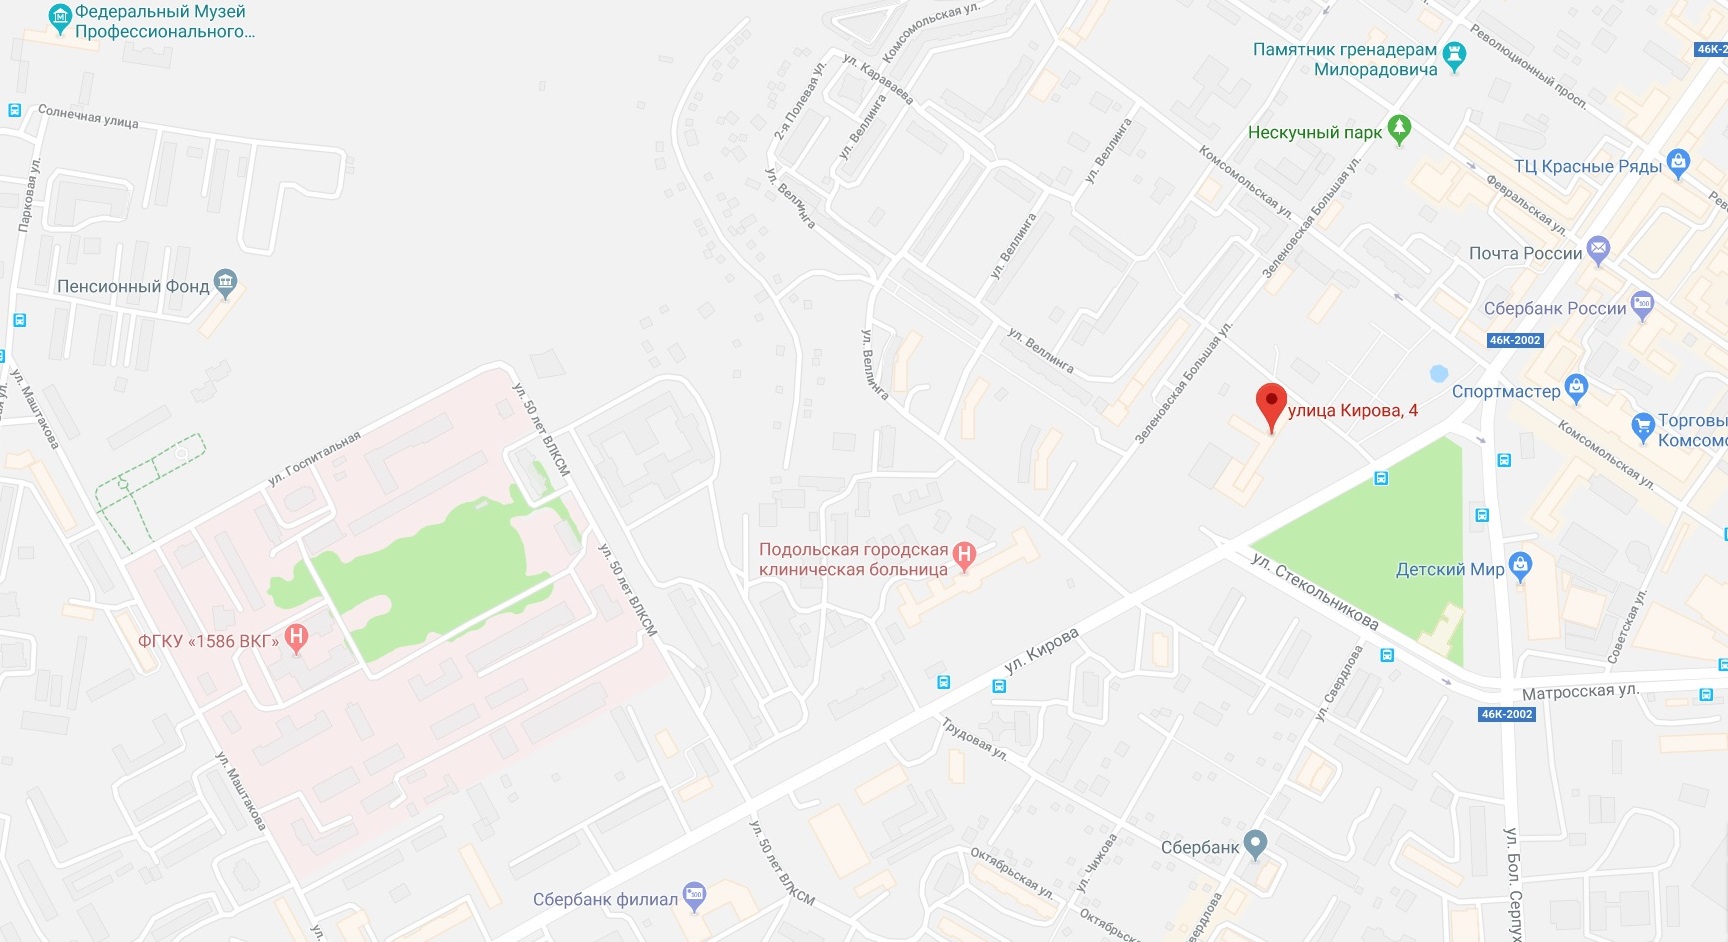 Федеральный Музей
Профессионального...
Комсомольская ул.
Революционный просп.
46К-2
Памятник гренадерам
Милорадовича
ул. Караваева
2-я Полевая ул.
ул. Веллинга
ул. Веллинга
Солнечная улица
Нескучный парк
ТЦ Красные Ряды
Комсомольская ул.
Февральская ул.
Рев
Парковая ул.
ул. Веллинга
ул. Веллинга
Зеленовская Большая ул.
Почта России
Пенсионный Фонд
Сбербанк России
46К-2002
ул. Веллинга
ул. Веллинга
Зеленовская Большая ул.
Спортмастер
улица Кирова, 4
Торговы
Комсомо
ул. Маштакова
ая ул.
ул. 50 лет ВЛКСМ
ул. Госпитальная
Комсомольская ул.
Подольская городская
клиническая больница
ул. 50 лет ВЛКСМ
ул. Стекольникова
Детский Мир
ФГКУ «1586 ВКГ»
ул. Кирова
Советская ул.
ул. Свердлова
Матросская ул.
46К-2002
Трудовая ул.
ул. Маштакова
ул. 50 лет ВЛКСМ
Сбербанк
Октябрьская ул.
ул. Чижова
ул. Бол. Серпух
Сбербанк филиал
Октябрьска
вердлова
ул.